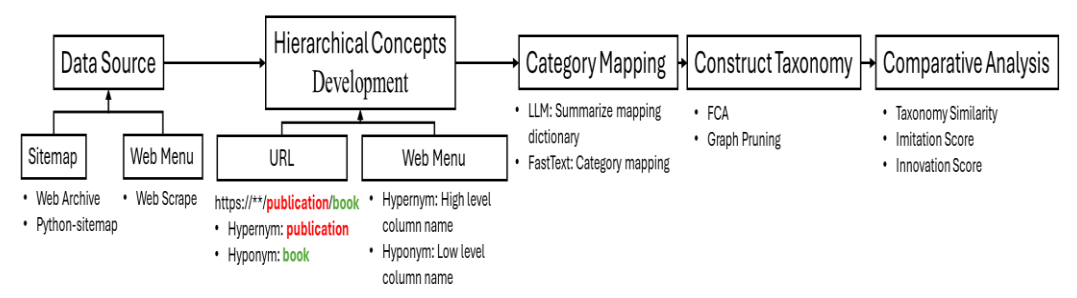 Data Source
Sitemap
• Web Archive
• Python-sitemap
Web Menu
• Web Scrape
Hierarchical Concepts
Development
URL
https://**/publication/book
• Hypernym: publication
• Hyponym: book
Web Menu
• Hypernym: High level
column name
• Hyponym: Low level
column name
Category Mapping
• LLM: Summarize mapping
dictionary
• FastText: Category mapping
Construct Taxonomy
• FCA
• Graph Pruning
Comparative Analysis
• Taxonomy Similarity
• Imitation Score
• Innovation Score